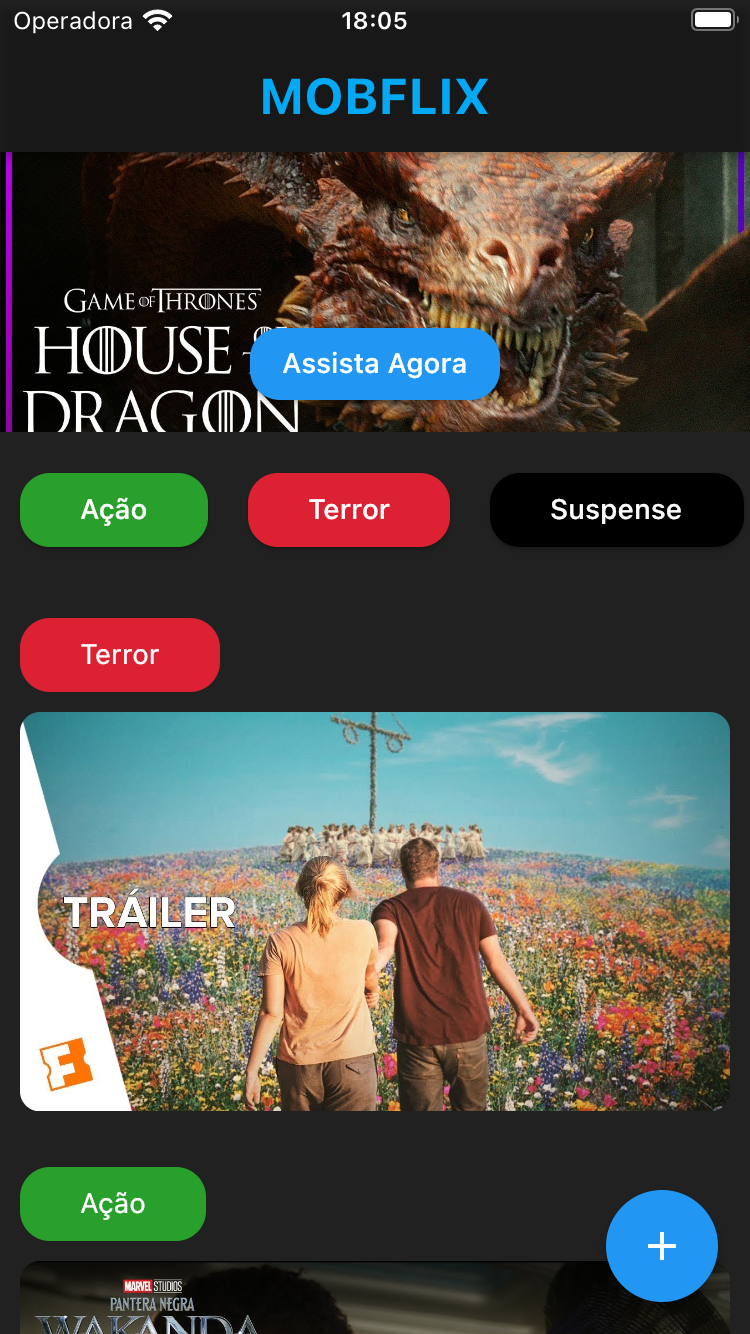 Operadora 18:05
MOBFLIX
GAME OF THRONES
HOUSE
DRAGON
Assista Agora
Ação Terror Suspense
Terror
TRÁILER
Ação
MARVEL STUDIOS
PANTERA NEGRA
WAKANDA
+